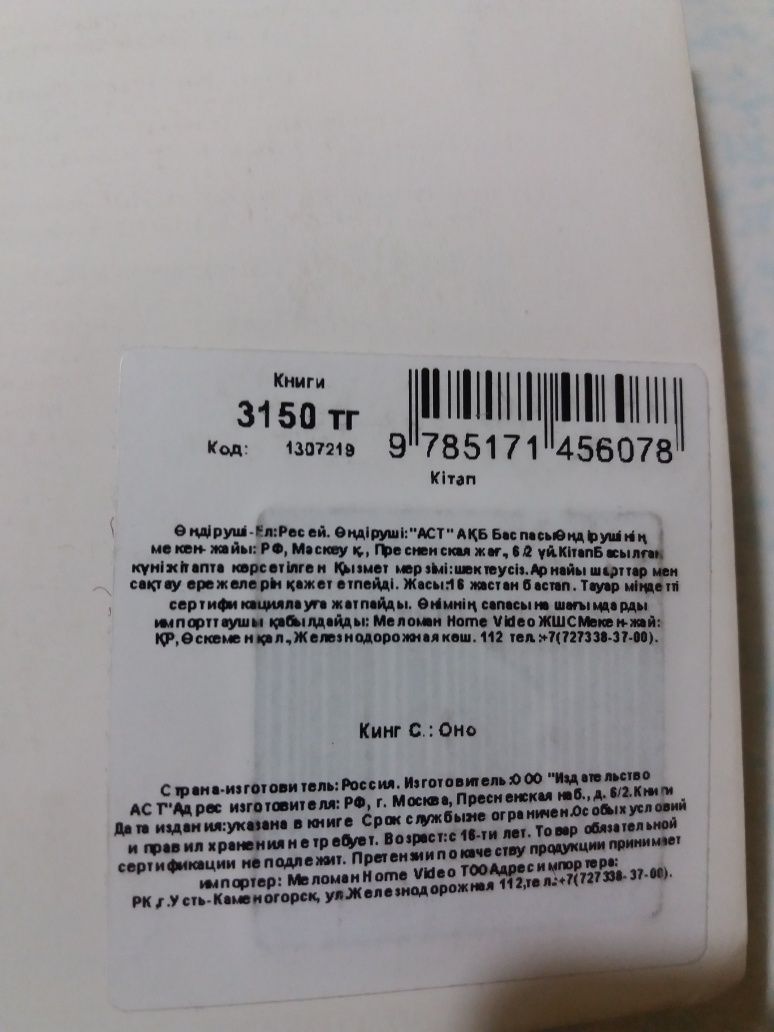 Книги
3150 тг
Код: 1307219
9 785171 456078
Кітап
Өндіруші-Ел:Ресей. Өндіруші:"АСТ" АҚБ БаспасыӨндірушінің
мекен-жайы: РФ, Мәскеу қ., Пресненская жағ., 6/2 үй.КітапБасылған
күні:кітапта көрсетілген Қызмет мерзімі:шектеусіз.Арнайы шарттар мен
сақтау ережелерін қажет етпейді. Жасы:16 жастан бастап. Тауар міндетті
сертификациялауға жатпайды. Өнімнің сапасына шағымдарды
импорттаушы қабылдайды: Меломан Home Video ЖШСМекен-жай:
ҚР,Өскемен қал.,Железнодорожная көш. 112 тел.:+7(727338-37-00).
Кинг С.: Оно
Страна-изготовитель:Россия. Изготовитель:ООО "Издательство
АСТ"Адрес изготовителя: РФ, г. Москва, Пресненская наб., д. 6/2.Книги
Дата издания:указана в книге Срок службы:не ограничен.Особых условий
и правил хранения не требует. Возраст:с 16-ти лет. Товар обязательной
сертификации не подлежит. Претензии по качеству продукции принимает
импортер: Меломан Home Video ТООАдрес импортера:
РК,г.Усть-Каменогорск, ул.Железнодорожная 112,тел.:+7(727338-37-00).